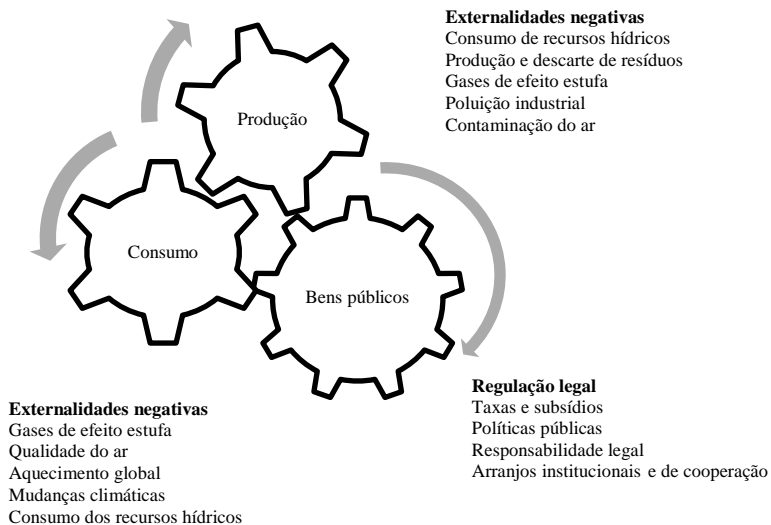 Externalidades negativas
Consumo de recursos hídricos
Produção e descarte de resíduos
Gases de efeito estufa
Poluição industrial
Contaminação do ar
Produção
Consumo
Bens públicos
Regulação legal
Taxas e subsídios
Políticas públicas
Responsabilidade legal
Arranjos institucionais e de cooperação
Externalidades negativas
Gases de efeito estufa
Qualidade do ar
Aquecimento global
Mudanças climáticas
Consumo dos recursos hídricos